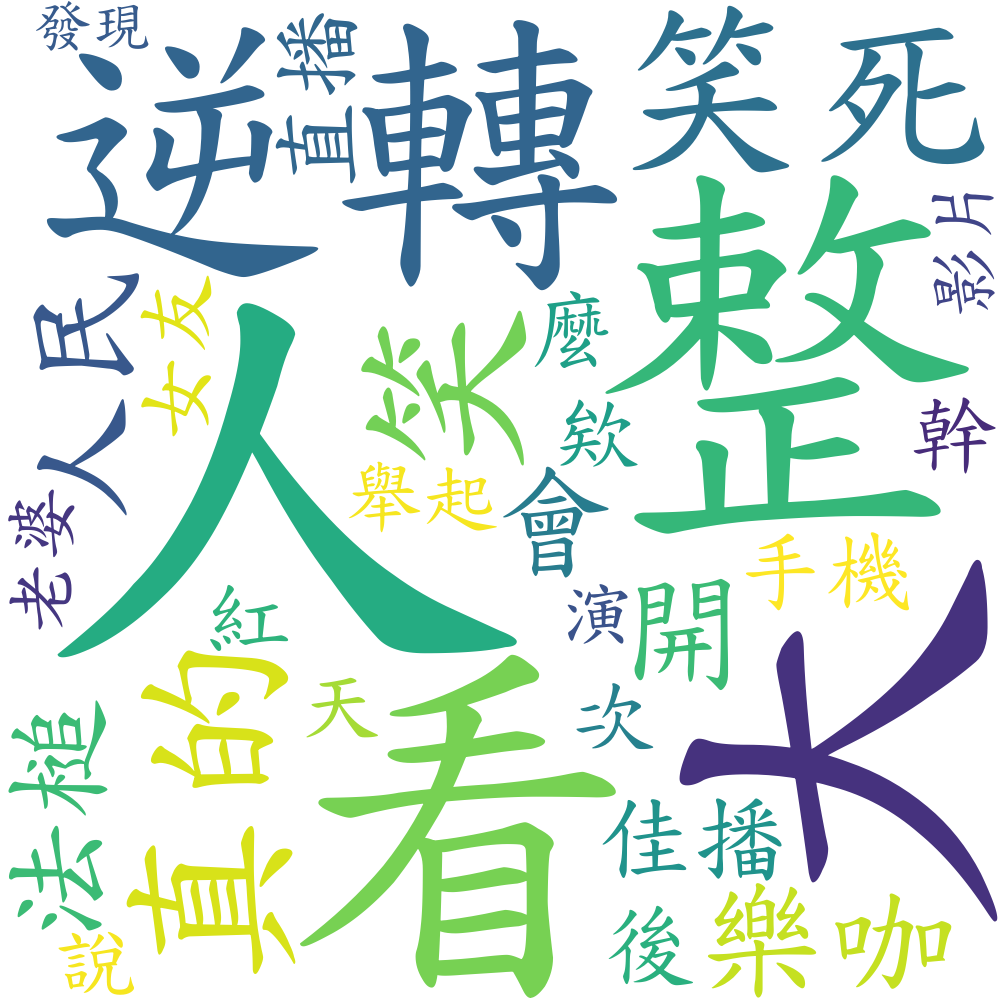 發現
逆轉
直播
笑死
整
影片
人民
女友
人
笑
麼
欸
幹
舉起
會
老婆
手機
紅
演
開
大
真的
天
看
次
法槌
佳播
說
後
樂咖